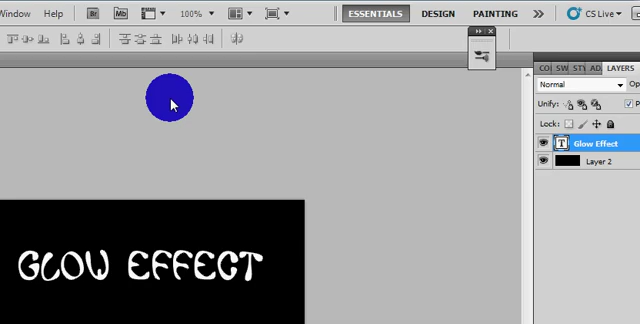 Window Help Br Mb 100% ESSENTIALS DESIGN PAINTING CS Live
CO SW STY AD LAYERS
Normal
Unify:
Lock:
T Glow Effect
Layer 2
GLOW EFFECT